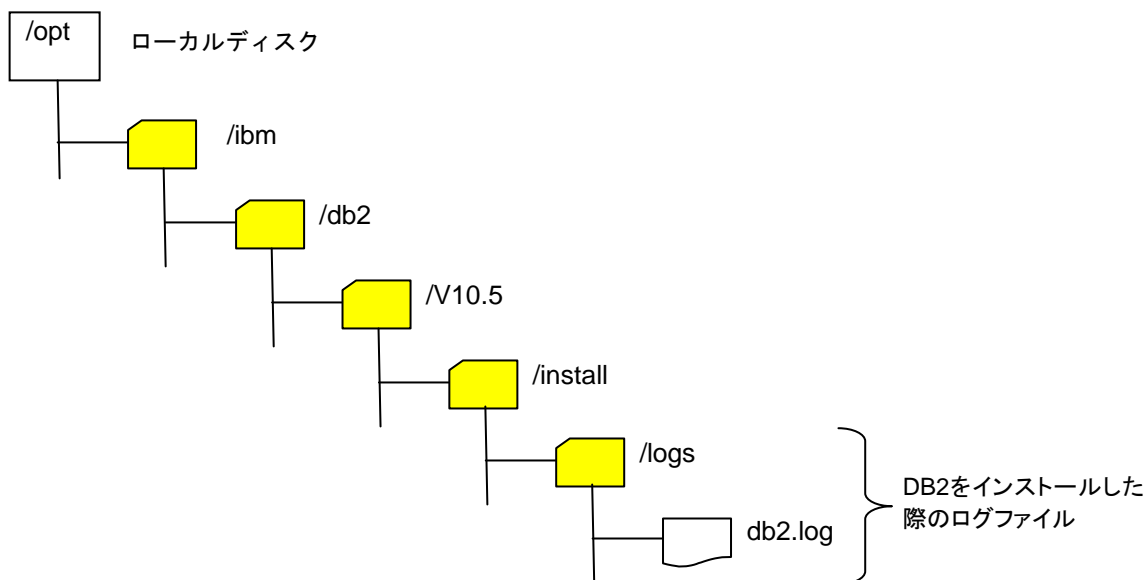 /opt
ローカルディスク
/ibm
/db2
/V10.5
/install
/logs
DB2をインストールした
際のログファイル
db2.log